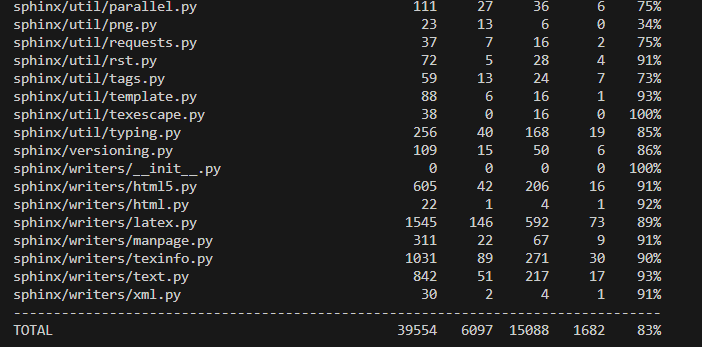 sphinx/util/parallel.py 111 27 36 6 75%
sphinx/util/png.py 23 13 6 0 34%
sphinx/util/requests.py 37 7 16 2 75%
sphinx/util/rst.py 72 5 28 4 91%
sphinx/util/tags.py 59 13 24 7 73%
sphinx/util/template.py 88 6 16 1 93%
sphinx/util/texescape.py 38 0 16 0 100%
sphinx/util/typing.py 256 40 168 19 85%
sphinx/versioning.py 109 15 50 6 86%
sphinx/writers/__init__.py 0 0 0 0 100%
sphinx/writers/html5.py 605 42 206 16 91%
sphinx/writers/html.py 22 1 4 1 92%
sphinx/writers/latex.py 1545 146 592 73 89%
sphinx/writers/manpage.py 311 22 67 9 91%
sphinx/writers/texinfo.py 1031 89 271 30 90%
sphinx/writers/text.py 842 51 217 17 93%
sphinx/writers/xml.py 30 2 4 1 91%
--------------------------------------------------------------------------------
TOTAL 39554 6097 15088 1682 83%